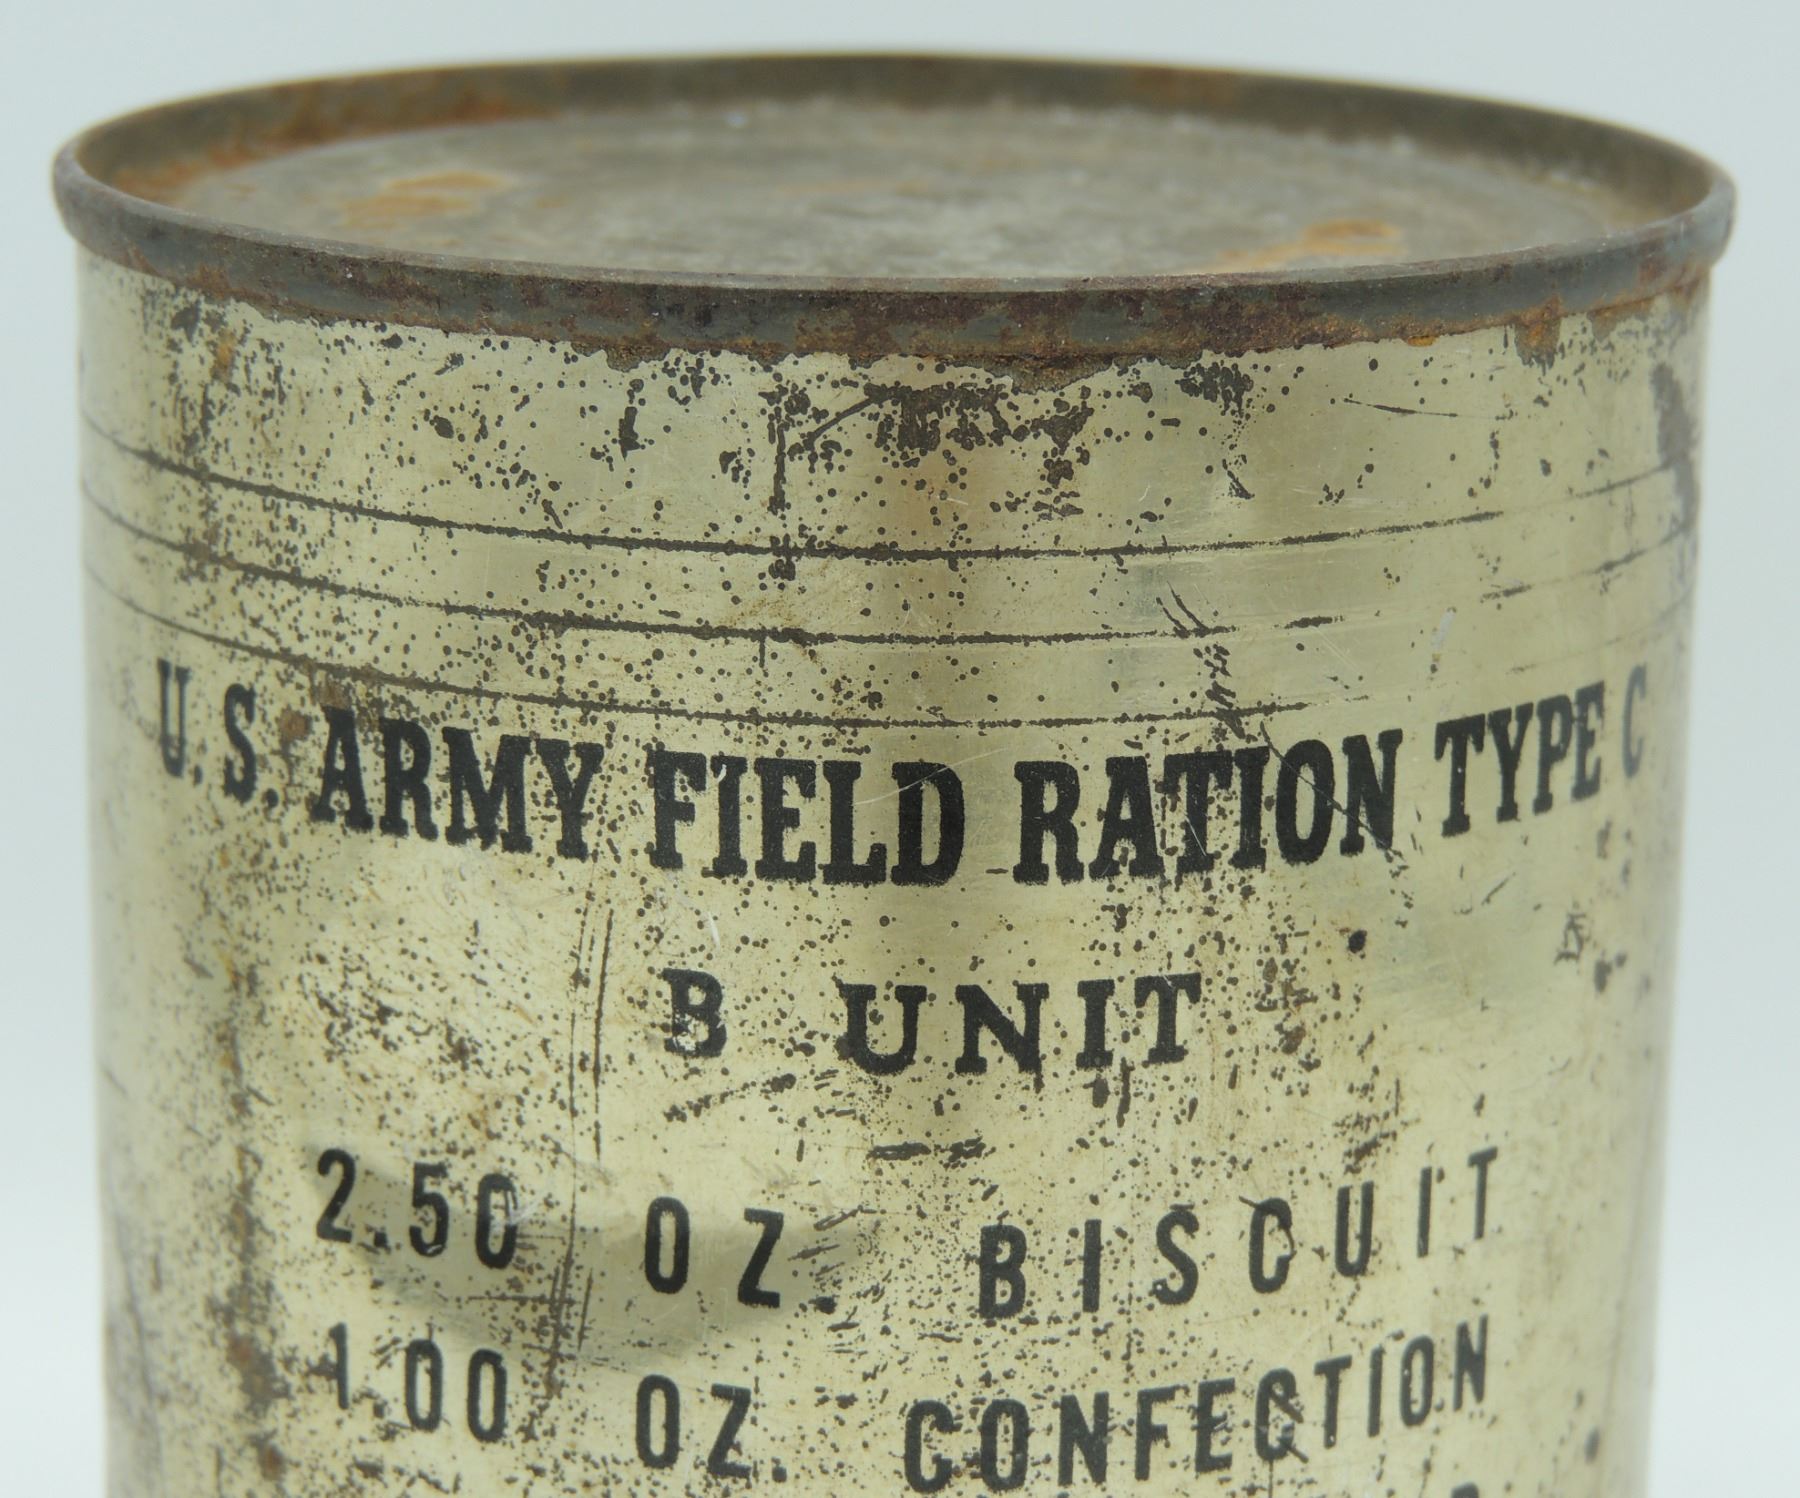 U.S. ARMY FIELD RATION TYPE C
B UNIT
2.50 OZ. BISCUIT
1.00 OZ. CONFECTION